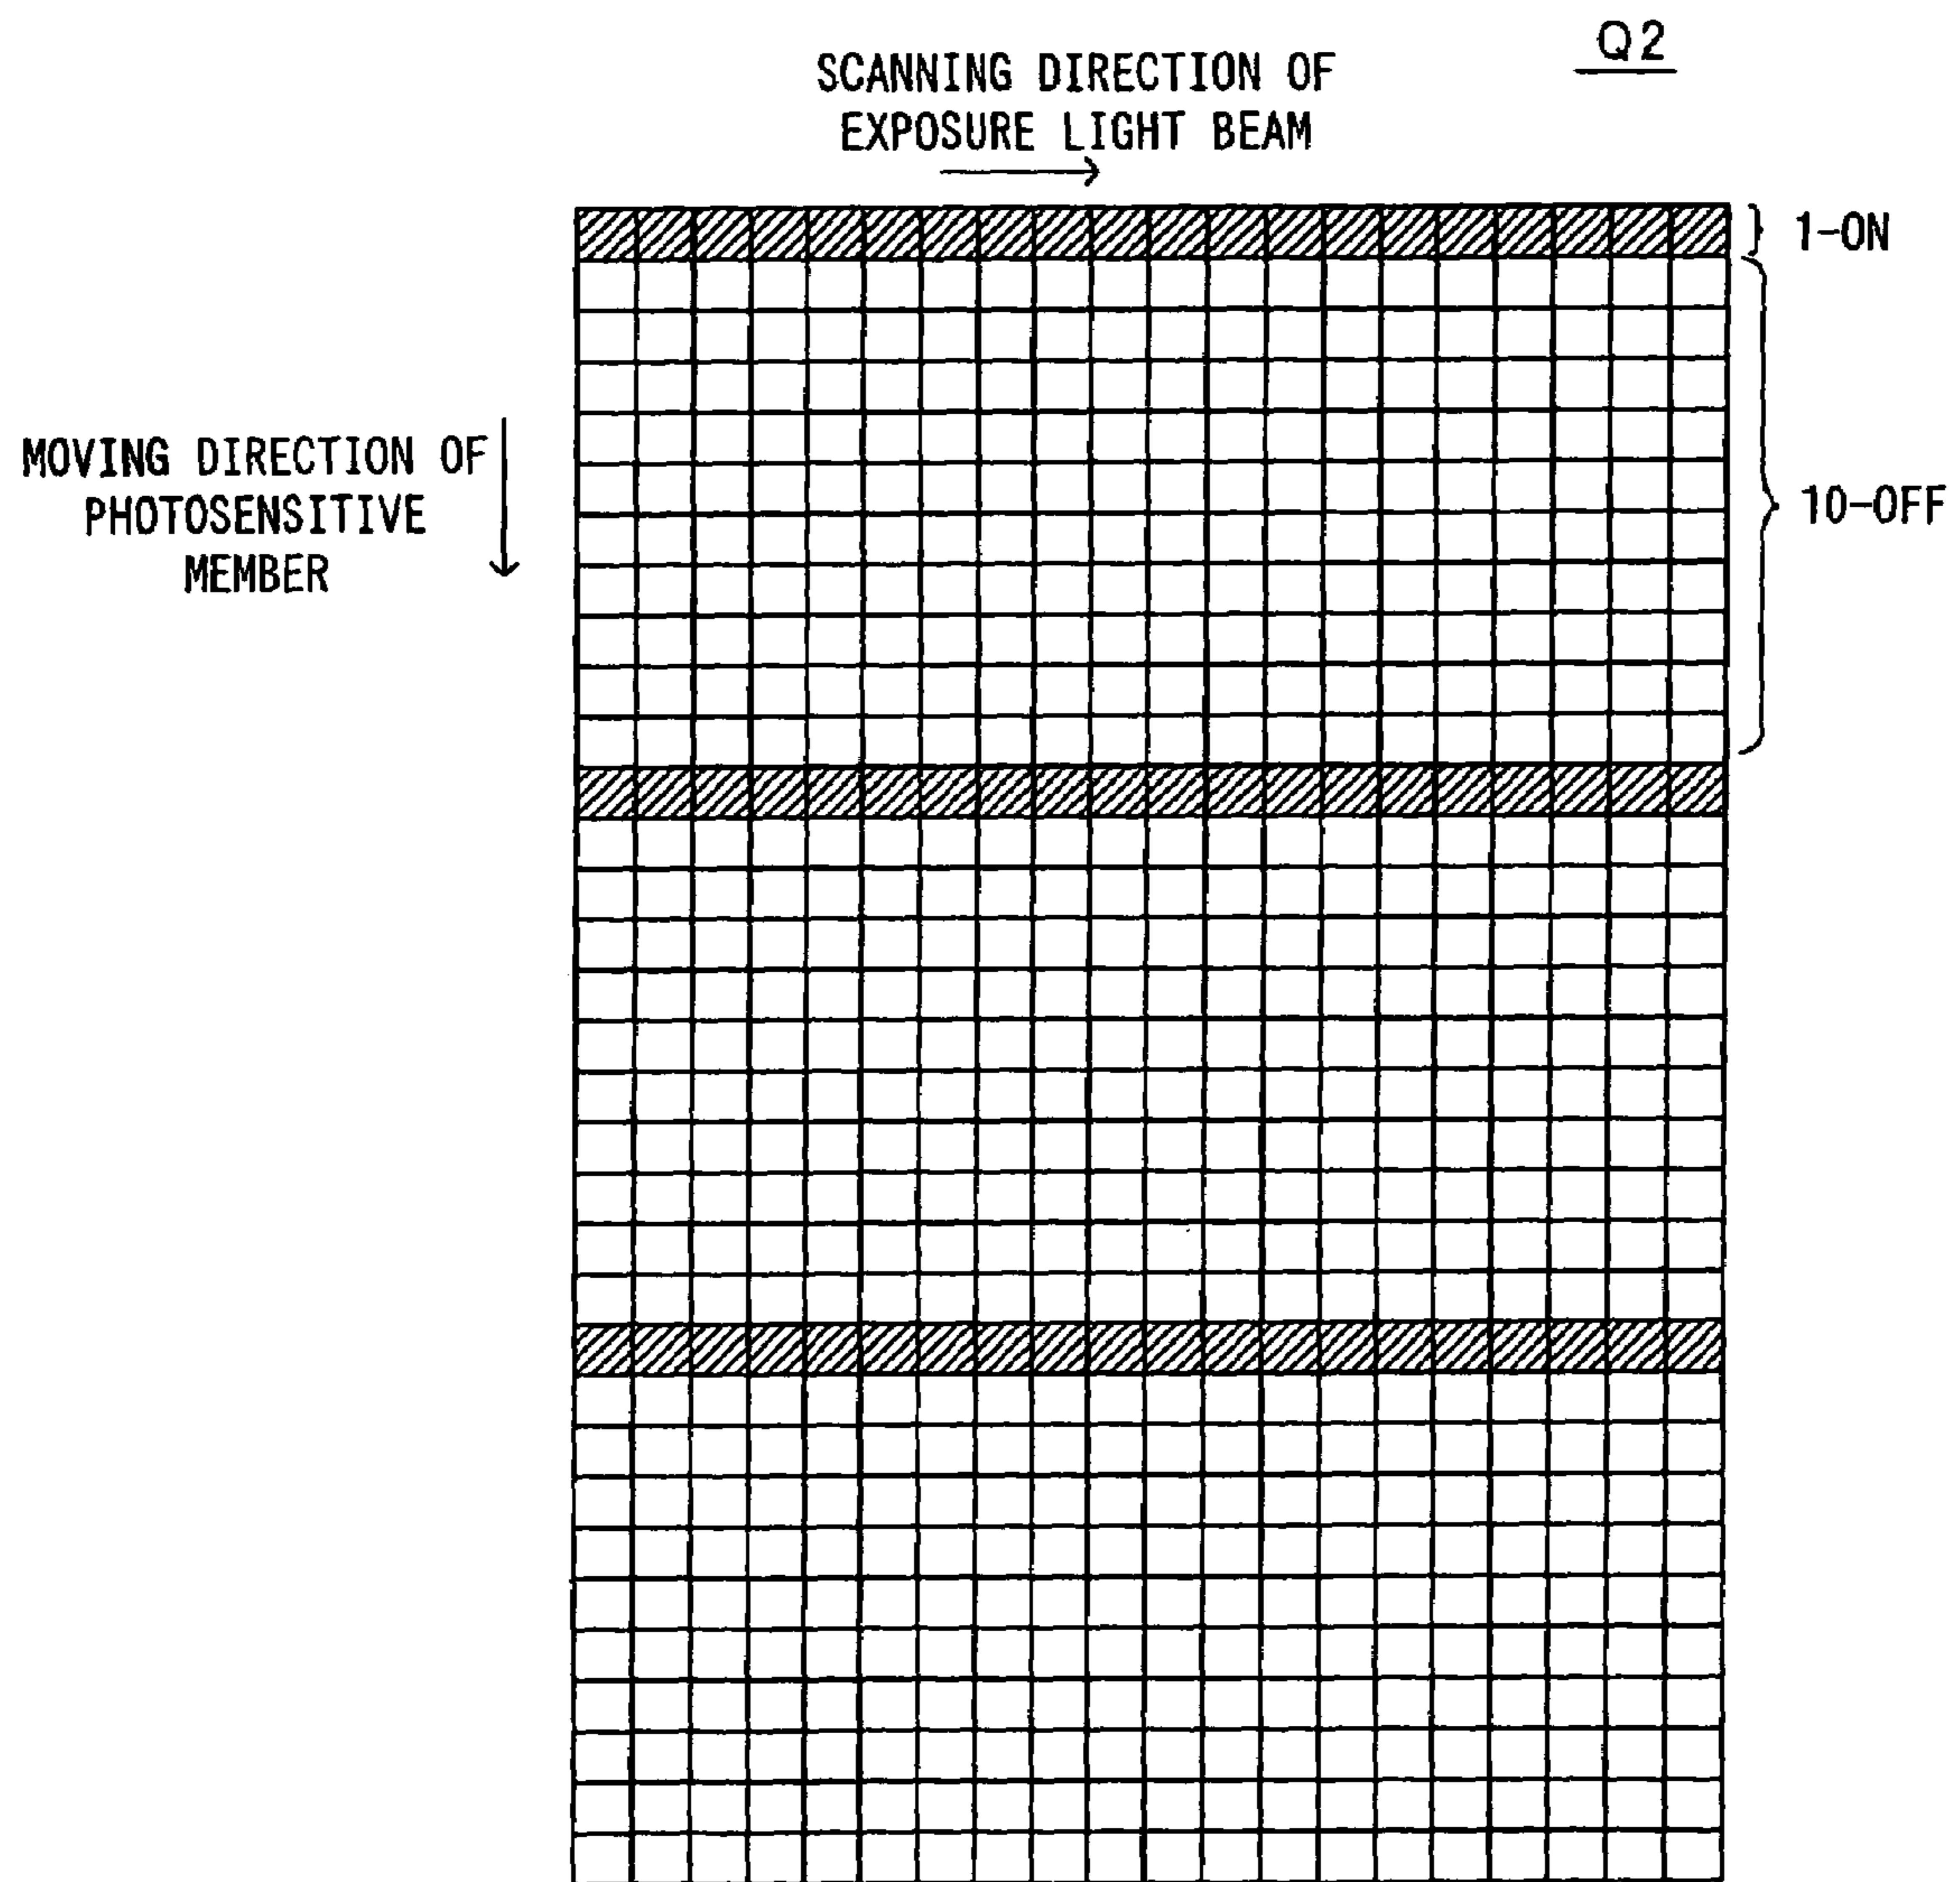 Q2
SCANNING DIRECTION OF
EXPOSURE LIGHT BEAM
1-ON
MOVING DIRECTION OF
PHOTOSENSITIVE
MEMBER
10-OFF